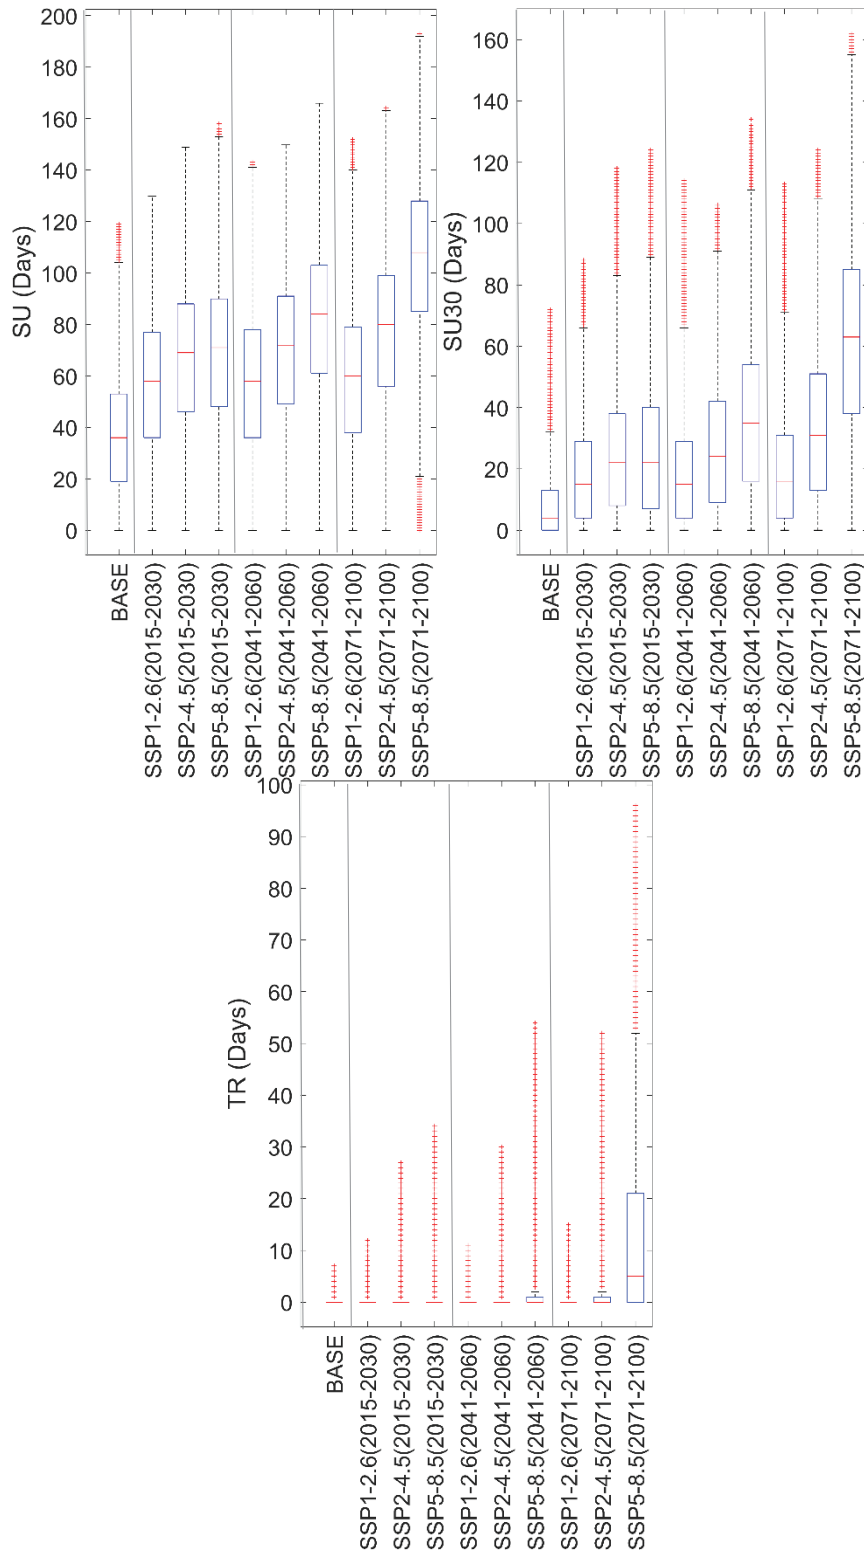 SU (Days)
200
180
160
140
120
100
80
60
40
20
0
BASE
SSP1-2.6(2015-2030)
SSP2-4.5(2015-2030)
SSP5-8.5(2015-2030)
SSP1-2.6(2041-2060)
SSP2-4.5(2041-2060)
SSP5-8.5(2041-2060)
SSP1-2.6(2071-2100)
SSP2-4.5(2071-2100)
SSP5-8.5(2071-2100)
SU30 (Days)
160
140
120
100
80
60
40
20
0
BASE
SSP1-2.6(2015-2030)
SSP2-4.5(2015-2030)
SSP5-8.5(2015-2030)
SSP1-2.6(2041-2060)
SSP2-4.5(2041-2060)
SSP5-8.5(2041-2060)
SSP1-2.6(2071-2100)
SSP2-4.5(2071-2100)
SSP5-8.5(2071-2100)
TR (Days)
100
90
80
70
60
50
40
30
20
10
0
BASE
SSP1-2.6(2015-2030)
SSP2-4.5(2015-2030)
SSP5-8.5(2015-2030)
SSP1-2.6(2041-2060)
SSP2-4.5(2041-2060)
SSP5-8.5(2041-2060)
SSP1-2.6(2071-2100)
SSP2-4.5(2071-2100)
SSP5-8.5(2071-2100)